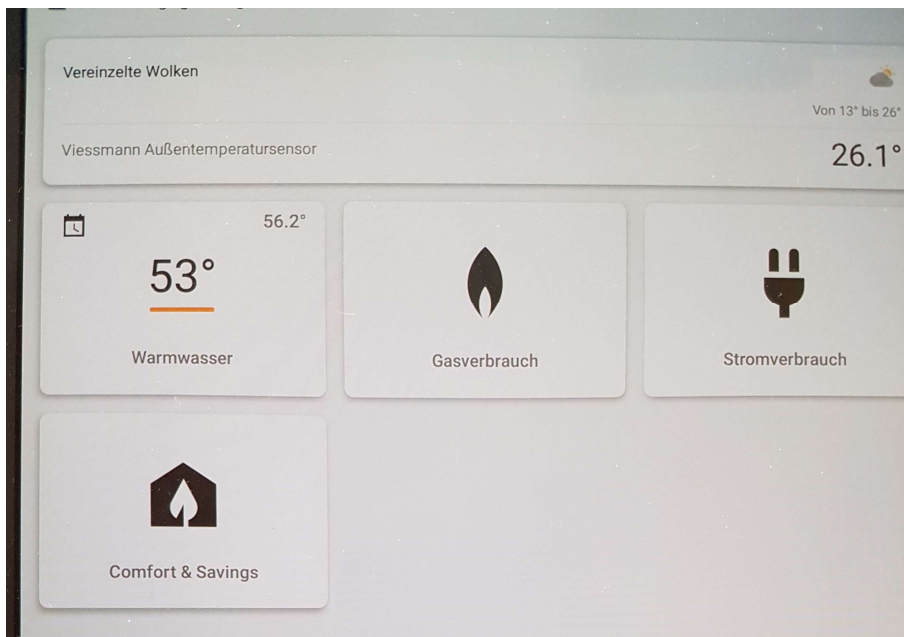 Vereinzelte Wolken
Von 13° bis 26°
Viessmann Außentemperatursensor
26.1°
56.2°
53°
Warmwasser
Gasverbrauch
Stromverbrauch
Comfort & Savings